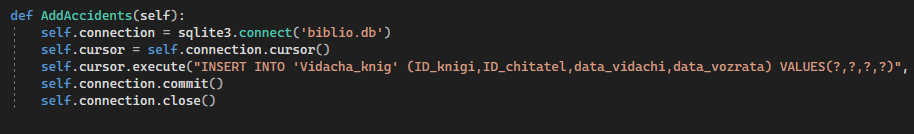 def AddAccidents(self):
self.connection = sqlite3.connect('biblio.db')
self.cursor = self.connection.cursor()
self.cursor.execute("INSERT INTO 'Vidacha_knig' (ID_knigi,ID_chitatel,data_vidachi,data_vozrata) VALUES(?,?,?,?)",
self.connection.commit()
self.connection.close()